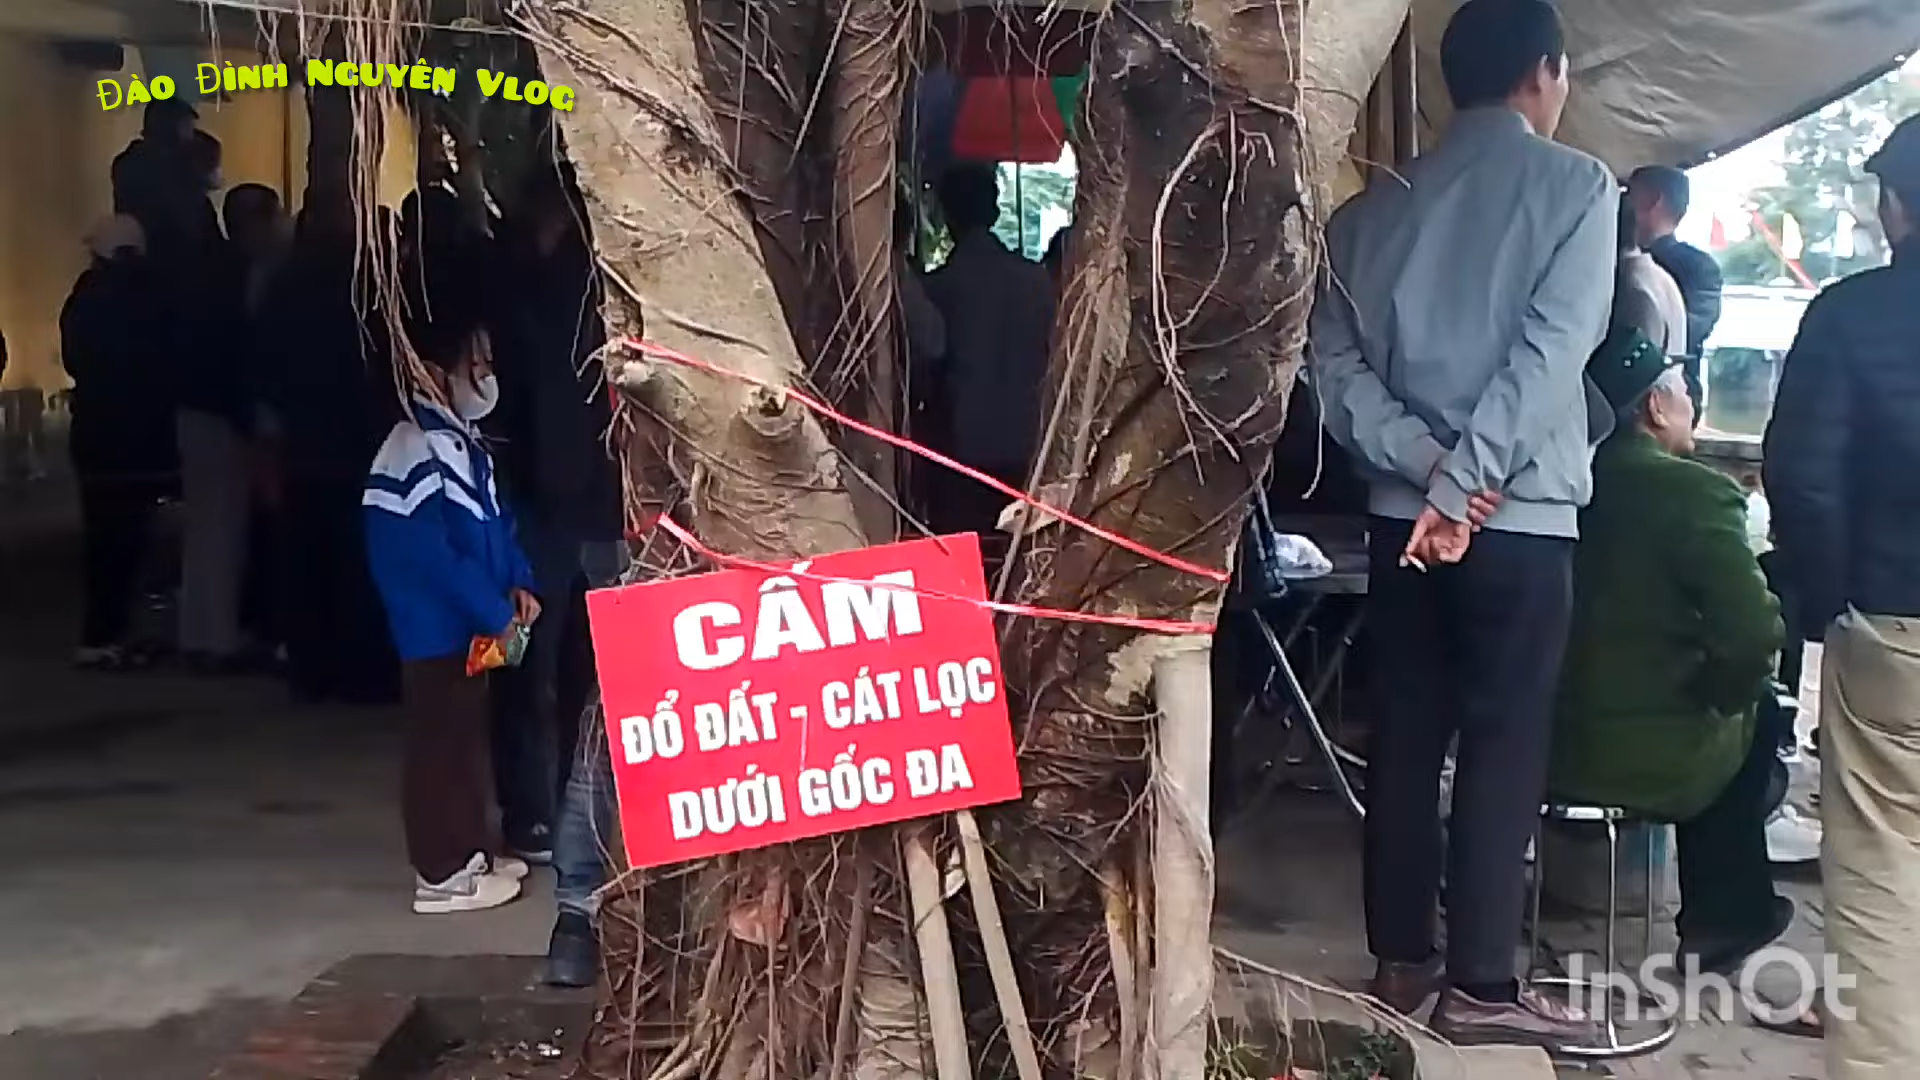 Đào Đình Nguyên Vlog
CẤM
ĐỔ ĐẤT - CÁT LỌC
DƯỚI GỐC ĐA
InShOt